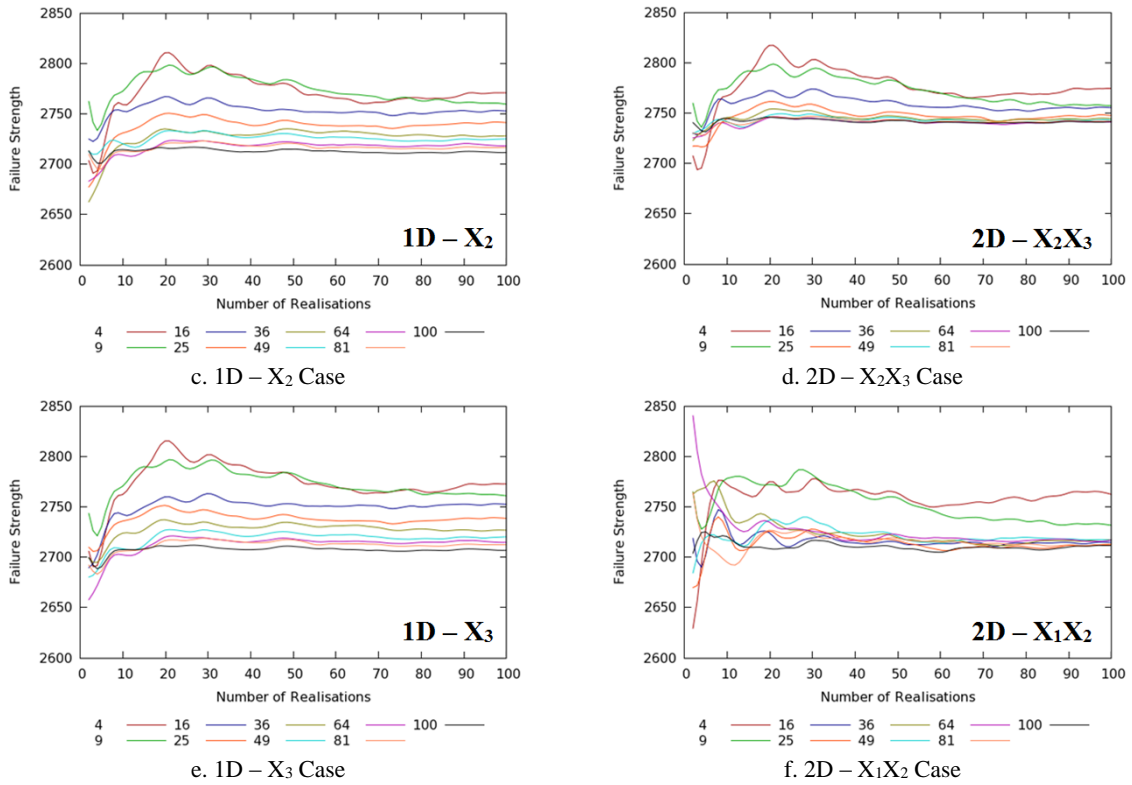 2850
2800
2750
2700
2650
2600
Failure Strength
1D – X₂
0 10 20 30 40 50 60 70 80 90 100
Number of Realisations
4 16 36 64 100
9 25 49 81
c. 1D – X₂ Case
2850
2800
2750
2700
2650
2600
Failure Strength
2D – X₂X₃
0 10 20 30 40 50 60 70 80 90 100
Number of Realisations
4 16 36 64 100
9 25 49 81
d. 2D – X₂X₃ Case
2850
2800
2750
2700
2650
2600
Failure Strength
1D – X₃
0 10 20 30 40 50 60 70 80 90 100
Number of Realisations
4 16 36 64 100
9 25 49 81
e. 1D – X₃ Case
2850
2800
2750
2700
2650
2600
Failure Strength
2D – X₁X₂
0 10 20 30 40 50 60 70 80 90 100
Number of Realisations
4 16 36 64 100
9 25 49 81
f. 2D – X₁X₂ Case